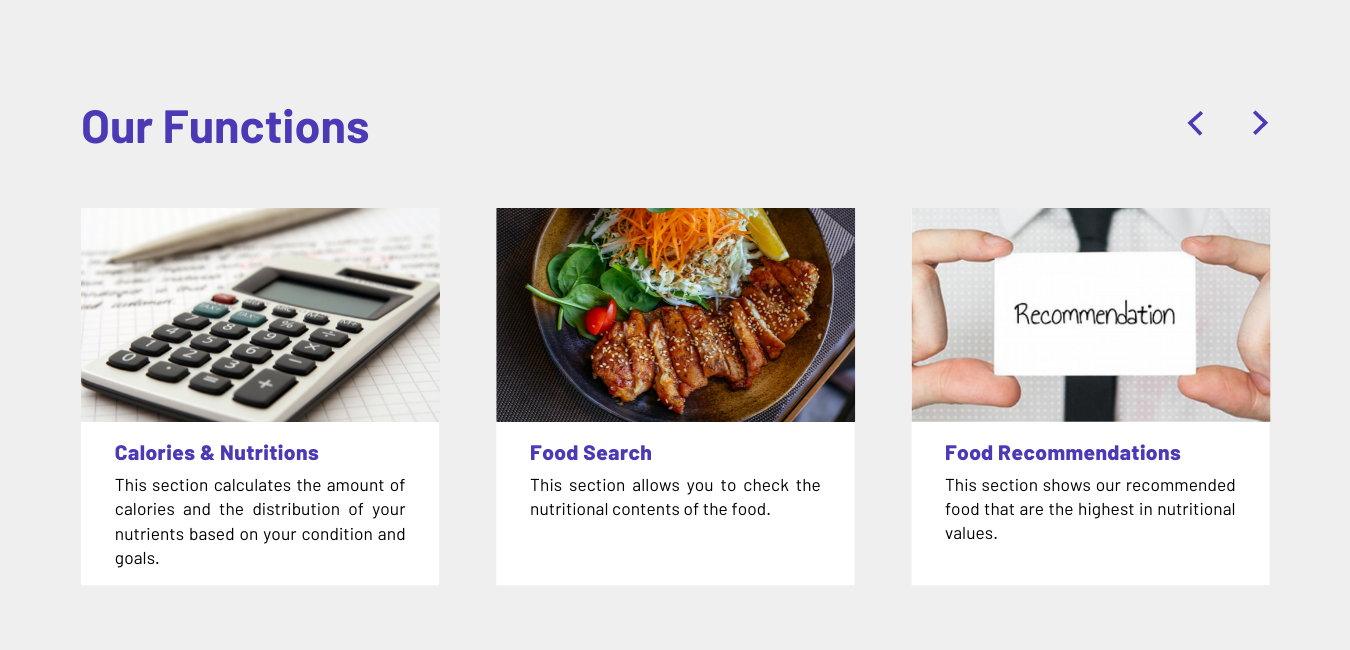 Our Functions
Recommendation
Calories & Nutritions
This section calculates the amount of
calories and the distribution of your
nutrients based on your condition and
goals.
Food Search
This section allows you to check the
nutritional contents of the food.
Food Recommendations
This section shows our recommended
food that are the highest in nutritional
values.